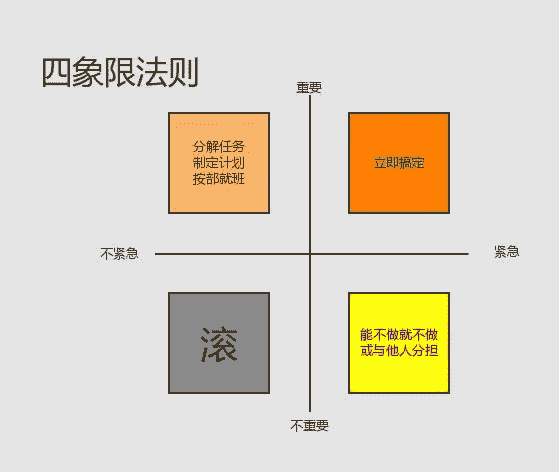 四象限法则
重要
分解任务
制定计划
按部就班
立即搞定
不紧急
紧急
滚
能不做就不做
或与他人分担
不重要